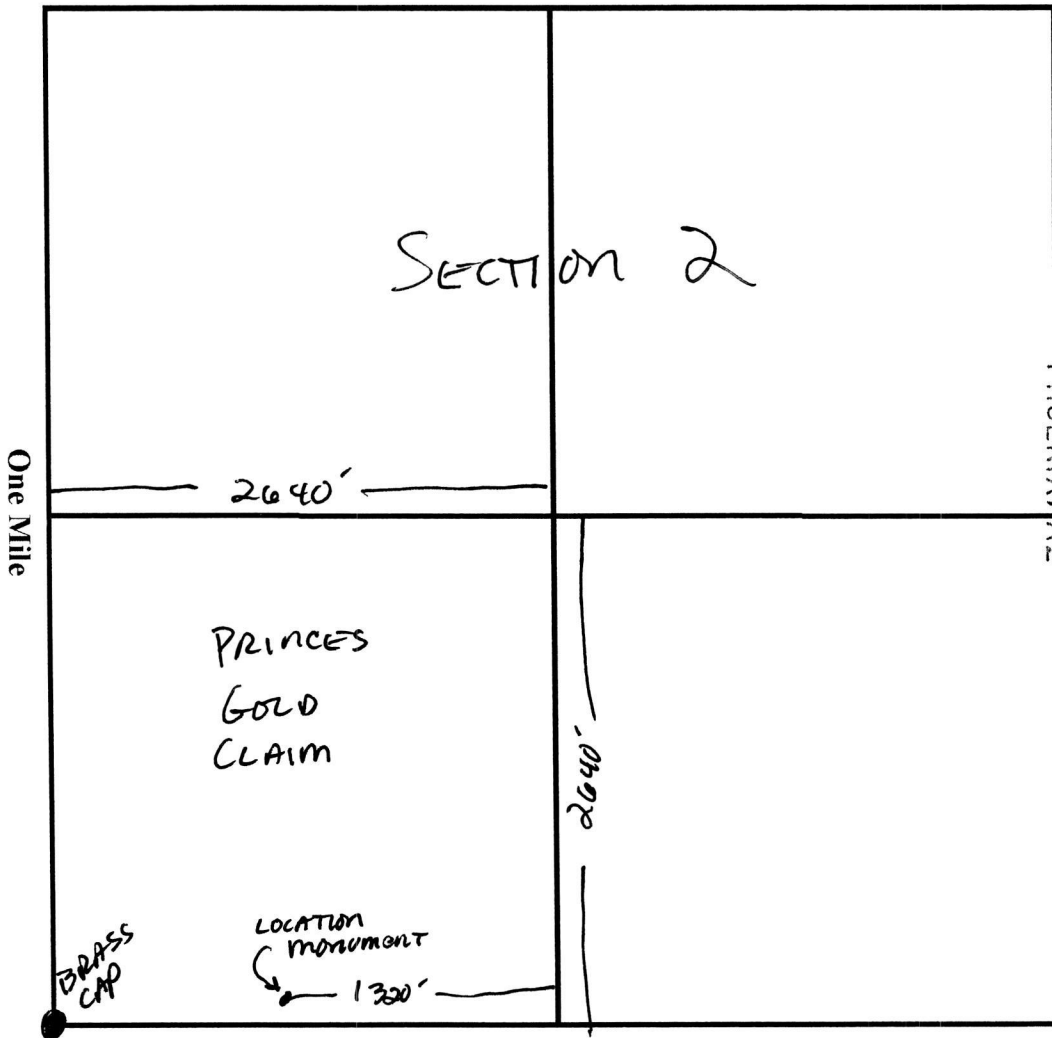 SECTION 2
One Mile
2640'
PRINCES
GOLD
CLAIM
2640'
BRASS
CAP
LOCATION
MONUMENT
1320'